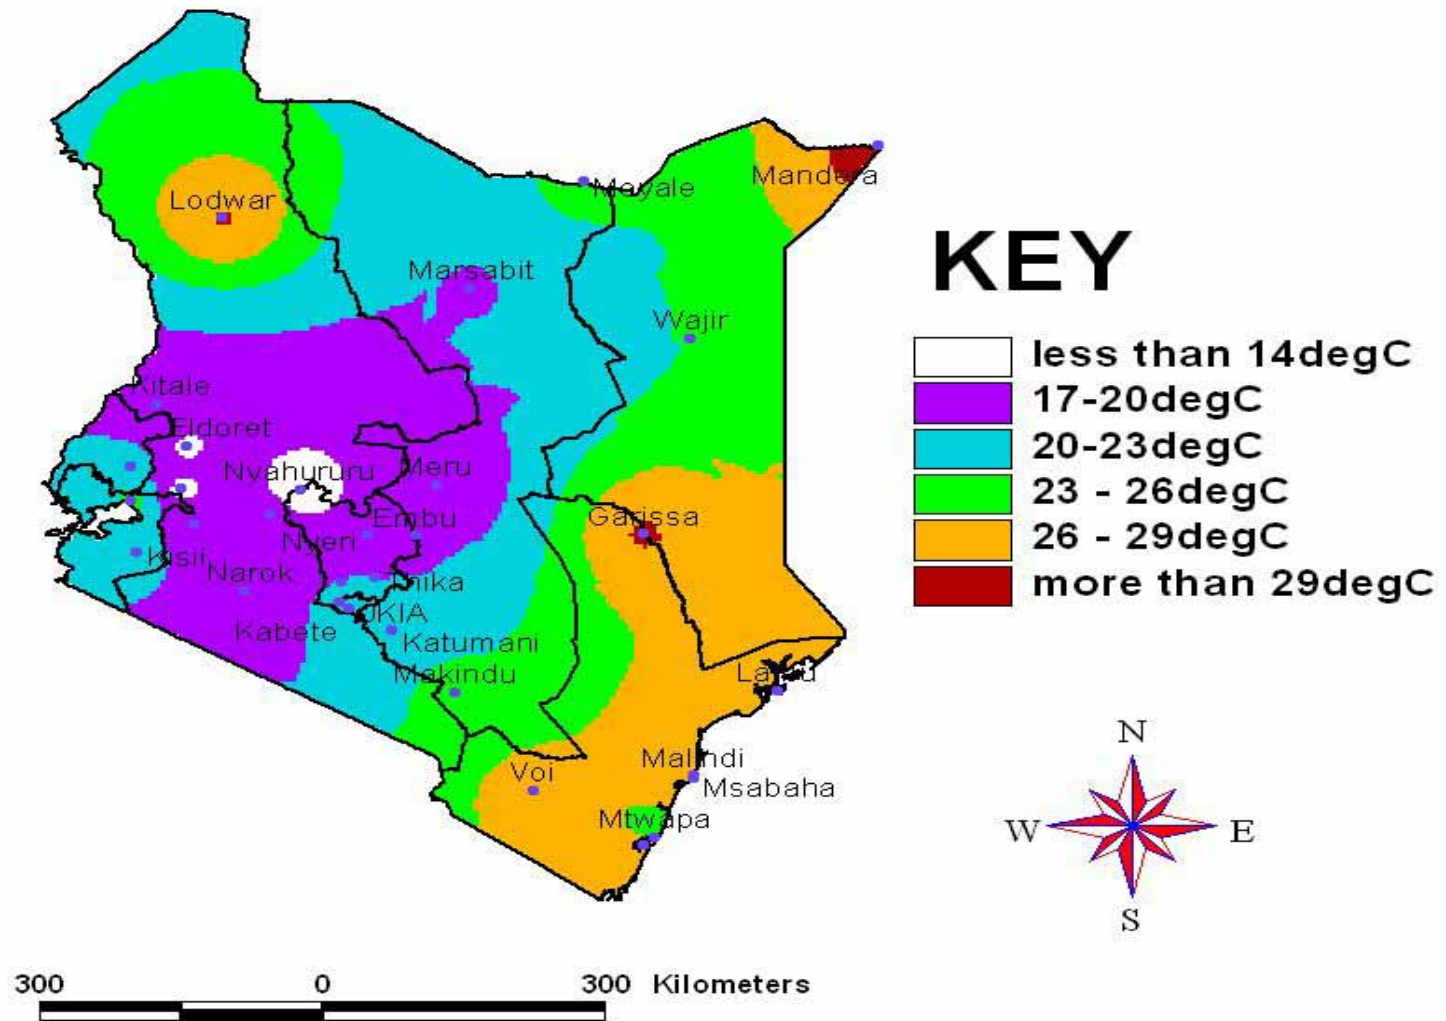 Lodwar
Moyale
Mandera
Marsabit
Wajir
KEY
less than 14degC
17-20degC
20-23degC
23 - 26degC
26 - 29degC
more than 29degC
Kitale
Eldoret
Nyahururu
Meru
Garissa
Embu
Nyeri
Kisii
Narok
Thika
JKIA
Kabete
Katumani
Makindu
Lamu
Voi
Malindi
Msabaha
Mtwapa
N
W
E
S
300
0
300 Kilometers